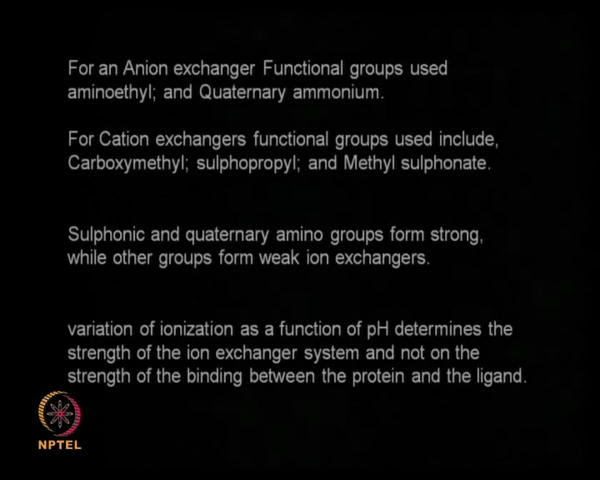 For an Anion exchanger Functional groups used
aminoethyl; and Quaternary ammonium.
For Cation exchangers functional groups used include,
Carboxymethyl; sulphopropyl; and Methyl sulphonate.
Sulphonic and quaternary amino groups form strong,
while other groups form weak ion exchangers.
variation of ionization as a function of pH determines the
strength of the ion exchanger system and not on the
strength of the binding between the protein and the ligand.
NPTEL